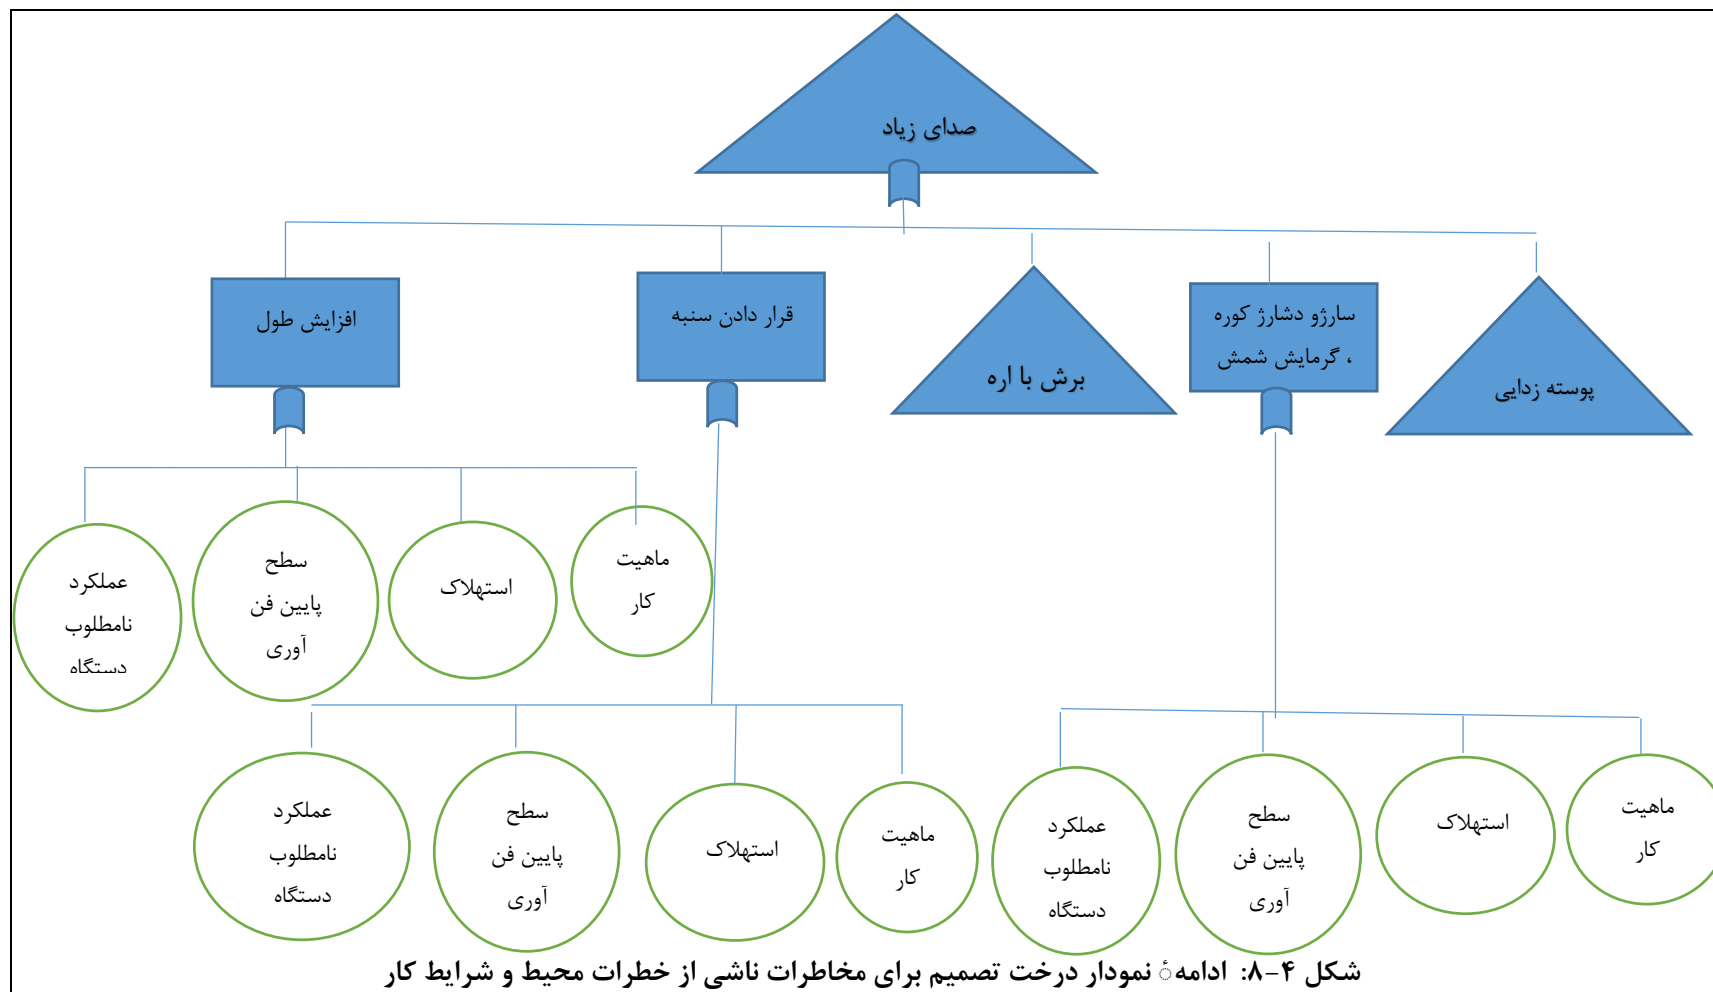 صدای زیاد
پوسته زدایی
سارژو دشارژ کوره
، گرمایش شمش
برش با اره
قرار دادن سنبه
افزایش طول
ماهیت
کار
استهلاک
سطح
پایین فن
آوری
عملکرد
نامطلوب
دستگاه
ماهیت
کار
استهلاک
سطح
پایین فن
آوری
عملکرد
نامطلوب
دستگاه
ماهیت
کار
استهلاک
سطح
پایین فن
آوری
عملکرد
نامطلوب
دستگاه
شکل ۴-۸: ادامهٔ نمودار درخت تصمیم برای مخاطرات ناشی از خطرات محیط و شرایط کار